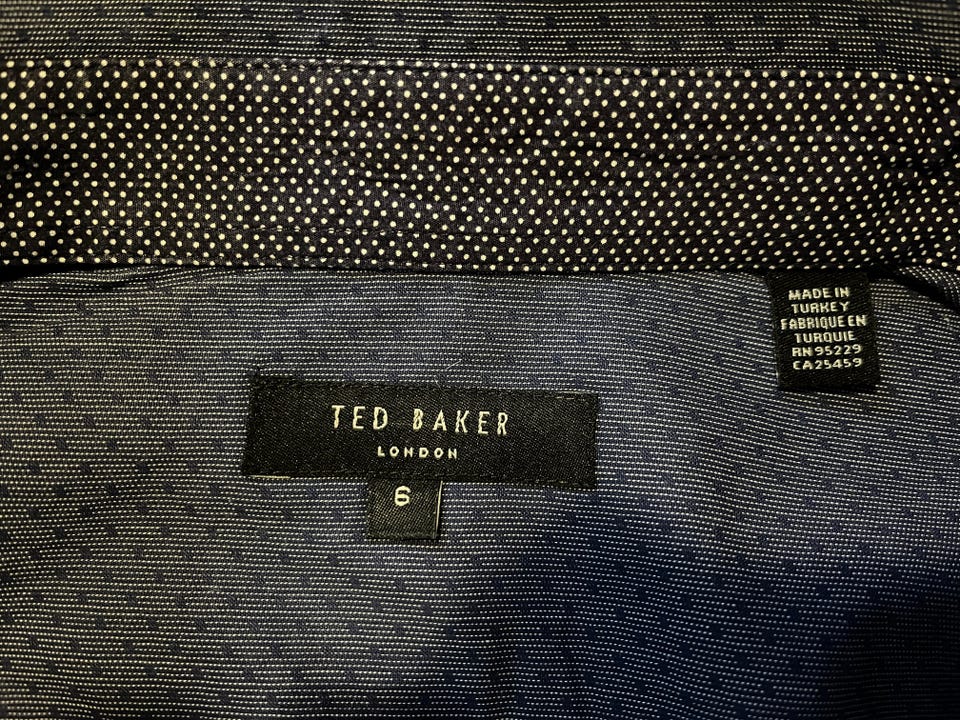 TED BAKER
LONDON
6
MADE IN
TURKEY
FABRIQUE EN
TURQUIE
RN 95229
CA25459